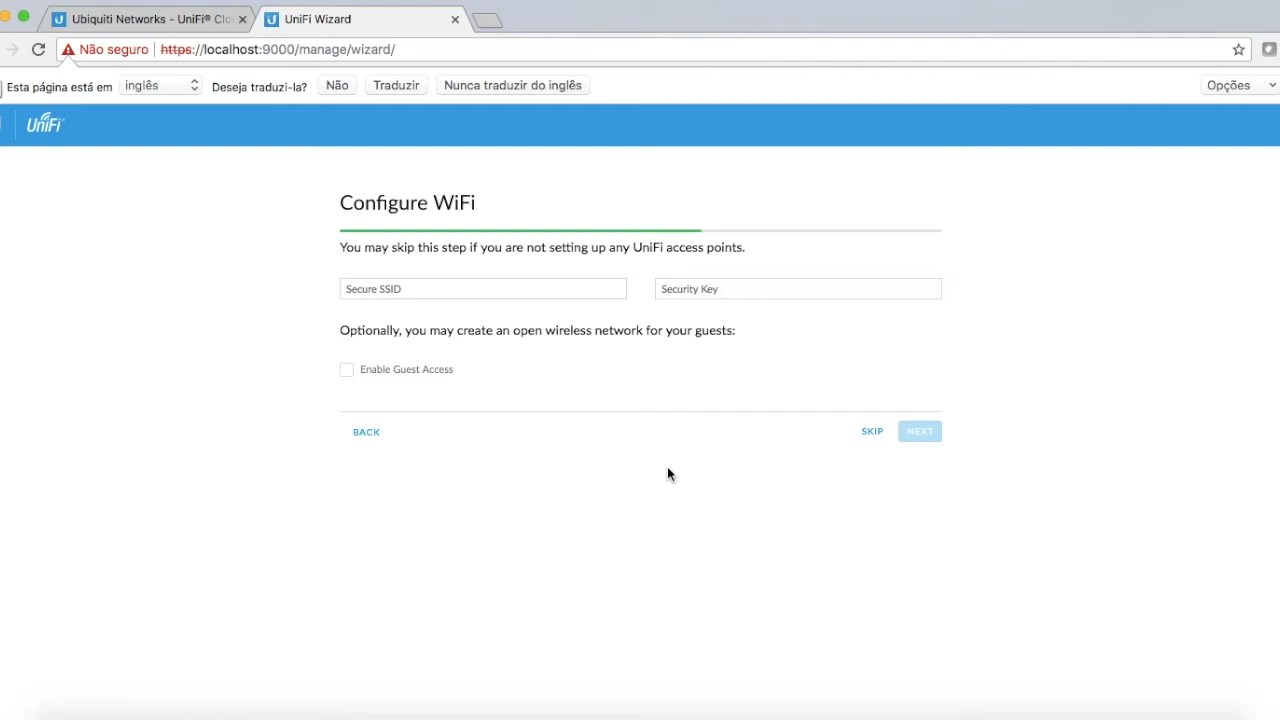 Ubiquiti Networks - UniFi® Clo
UniFi Wizard
Não seguro https://localhost:9000/manage/wizard/
Esta página está em inglês Deseja traduzi-la? Não Traduzir Nunca traduzir do inglês Opções
UniFi
Configure WiFi
You may skip this step if you are not setting up any UniFi access points.
Secure SSID Security Key
Optionally, you may create an open wireless network for your guests:
Enable Guest Access
BACK SKIP NEXT